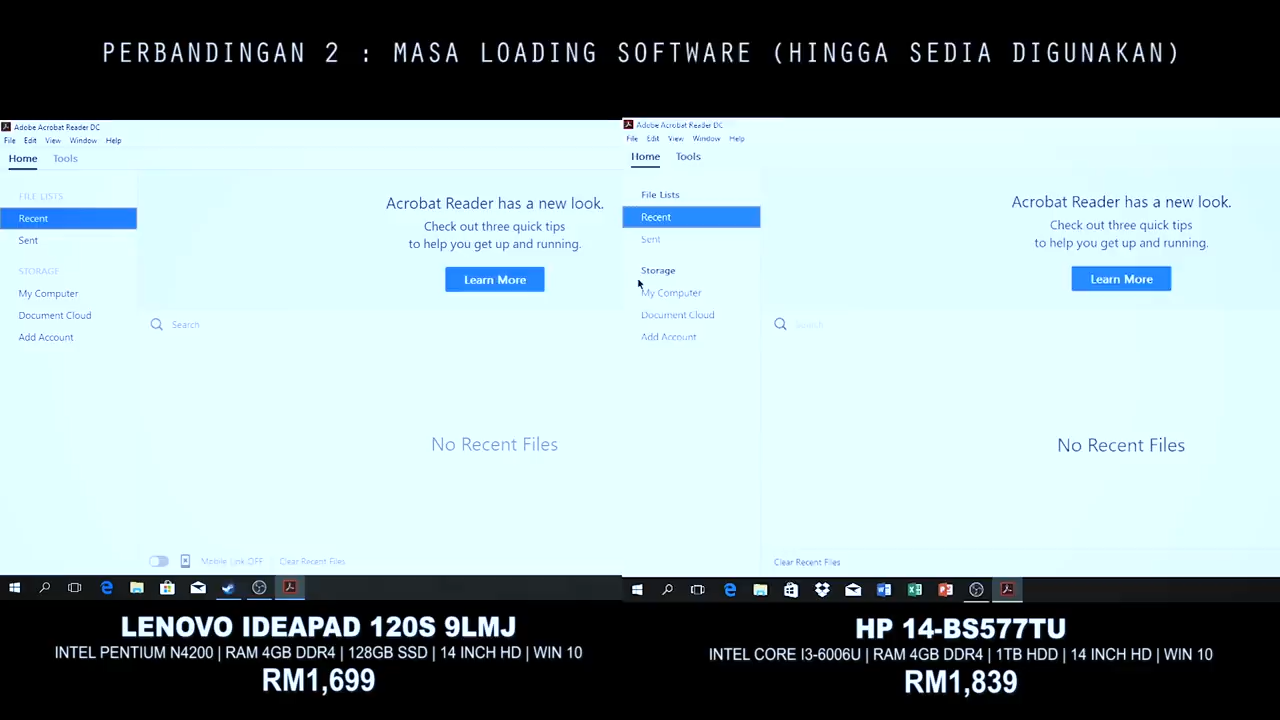 PERBANDINGAN 2 : MASA LOADING SOFTWARE (HINGGA SEDIA DIGUNAKAN)
Adobe Acrobat Reader DC
File Edit View Window Help
Home Tools
FILE LISTS
Recent
Sent
STORAGE
My Computer
Document Cloud
Add Account
Acrobat Reader has a new look.
Check out three quick tips
to help you get up and running.
Learn More
Search
No Recent Files
Mobile Link OFF Clear Recent Files
LENOVO IDEAPAD 120S 9LMJ
INTEL PENTIUM N4200 | RAM 4GB DDR4 | 128GB SSD | 14 INCH HD | WIN 10
RM1,699
Adobe Acrobat Reader DC
File Edit View Window Help
Home Tools
File Lists
Recent
Sent
Storage
My Computer
Document Cloud
Add Account
Acrobat Reader has a new look.
Check out three quick tips
to help you get up and running.
Learn More
Search
No Recent Files
Clear Recent Files
HP 14-BS577TU
INTEL CORE I3-6006U | RAM 4GB DDR4 | 1TB HDD | 14 INCH HD | WIN 10
RM1,839